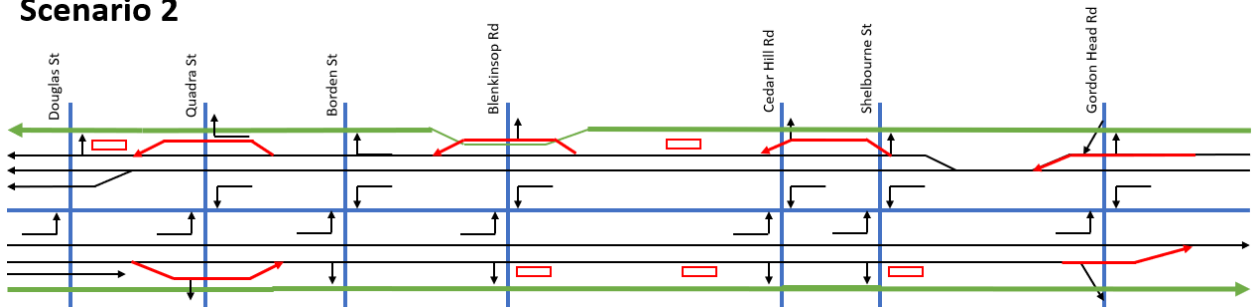 Scenario 2
Douglas St
Quadra St
Borden St
Blenkinsop Rd
Cedar Hill Rd
Shelbourne St
Gordon Head Rd